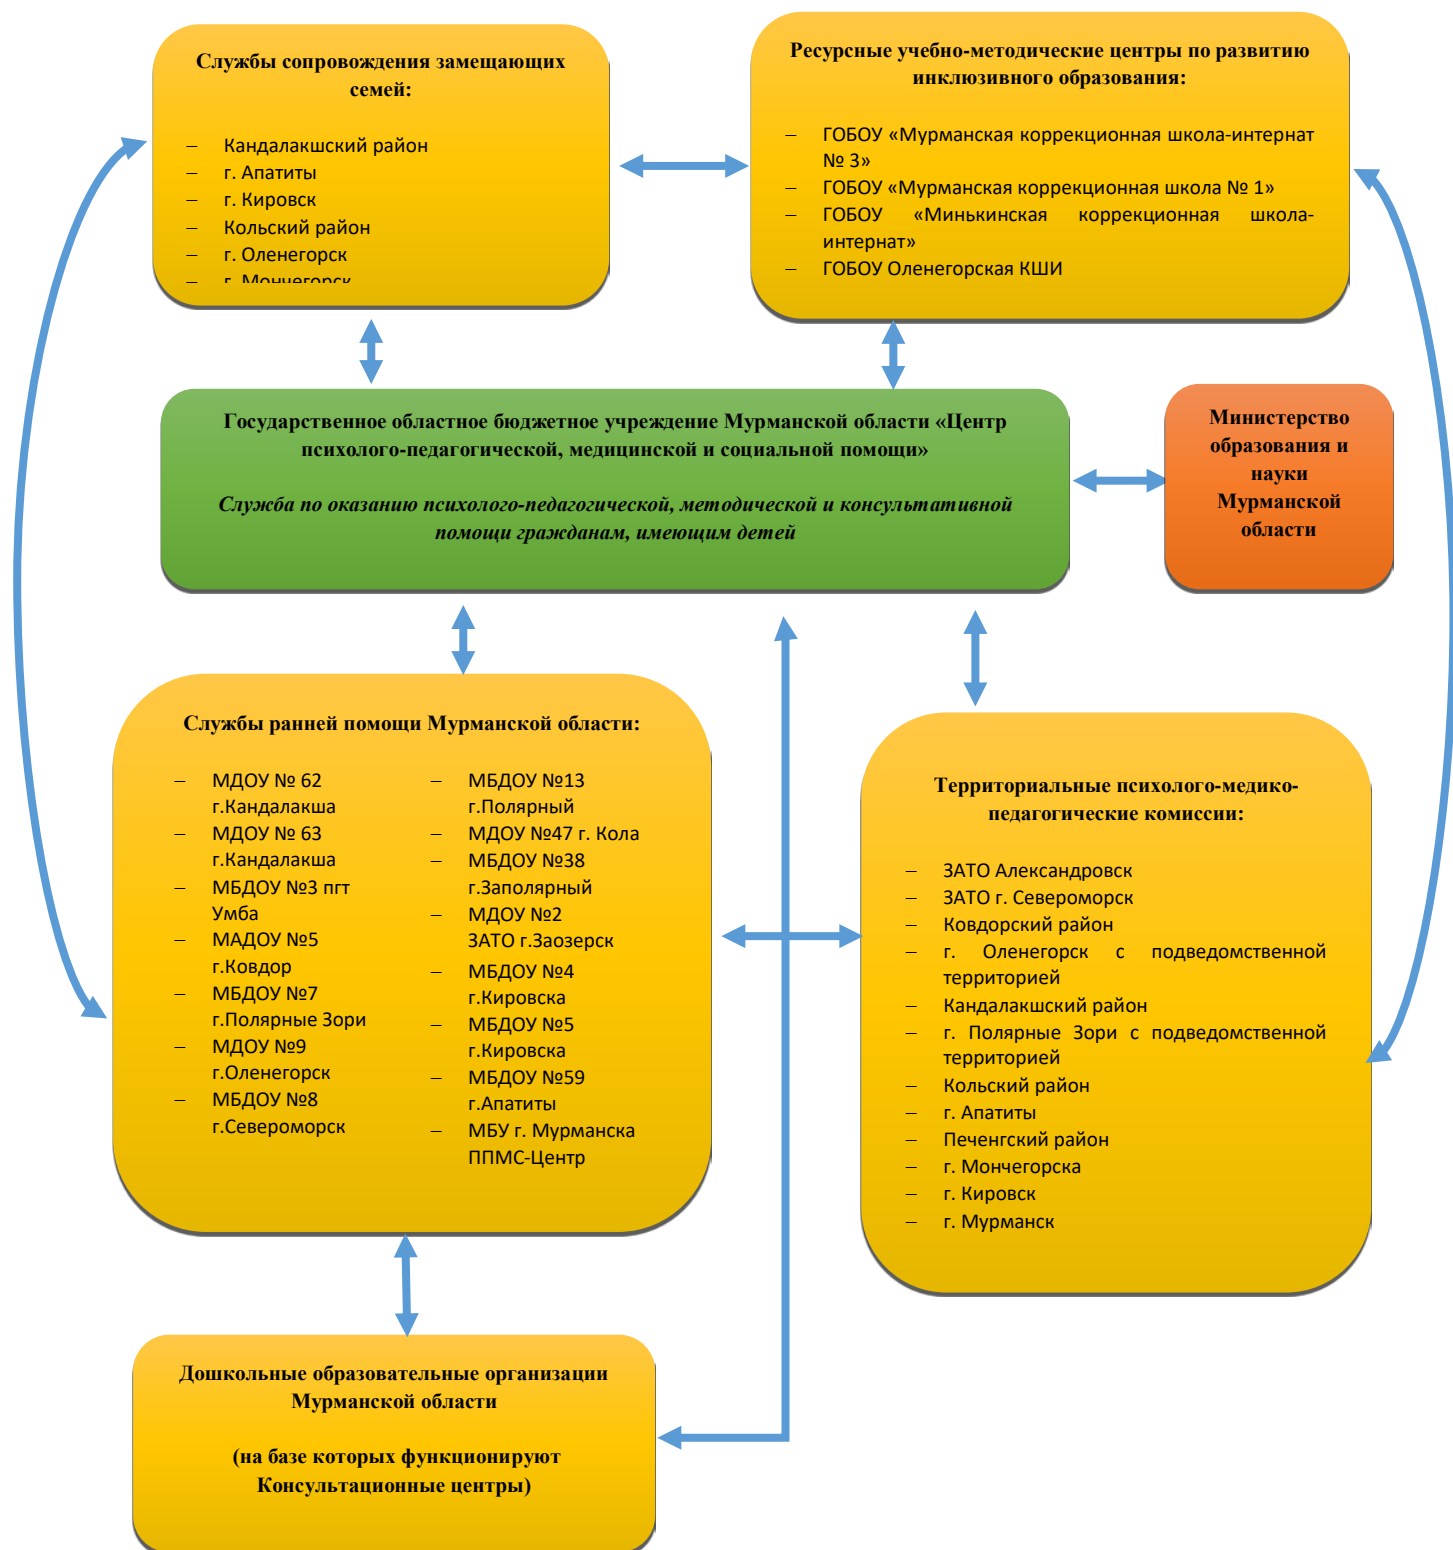 Службы сопровождения замещающих
семей:
– Кандалакшский район
– г. Апатиты
– г. Кировск
– Кольский район
– г. Оленегорск
– г. Мончегорск
Ресурсные учебно-методические центры по развитию
инклюзивного образования:
– ГОБОУ «Мурманская коррекционная школа-интернат
№ 3»
– ГОБОУ «Мурманская коррекционная школа № 1»
– ГОБОУ «Минькинская коррекционная школа-
интернат»
– ГОБОУ Оленегорская КШИ
Государственное областное бюджетное учреждение Мурманской области «Центр
психолого-педагогической, медицинской и социальной помощи»
Служба по оказанию психолого-педагогической, методической и консультативной
помощи гражданам, имеющим детей
Министерство
образования и
науки
Мурманской
области
Службы ранней помощи Мурманской области:
– МДОУ № 62
г.Кандалакша
– МДОУ № 63
г.Кандалакша
– МБДОУ №3 пгт
Умба
– МАДОУ №5
г.Ковдор
– МБДОУ №7
г.Полярные Зори
– МДОУ №9
г.Оленегорск
– МБДОУ №8
г.Североморск
– МБДОУ №13
г.Полярный
– МДОУ №47 г. Кола
– МБДОУ №38
г.Заполярный
– МДОУ №2
ЗАТО г.Заозерск
– МБДОУ №4
г.Кировска
– МБДОУ №5
г.Кировска
– МБДОУ №59
г.Апатиты
– МБУ г. Мурманска
ППМС-Центр
Территориальные психолого-медико-
педагогические комиссии:
– ЗАТО Александровск
– ЗАТО г. Североморск
– Ковдорский район
– г. Оленегорск с подведомственной
территорией
– Кандалакшский район
– г. Полярные Зори с подведомственной
территорией
– Кольский район
– г. Апатиты
– Печенгский район
– г. Мончегорска
– г. Кировск
– г. Мурманск
Дошкольные образовательные организации
Мурманской области
(на базе которых функционируют
Консультационные центры)